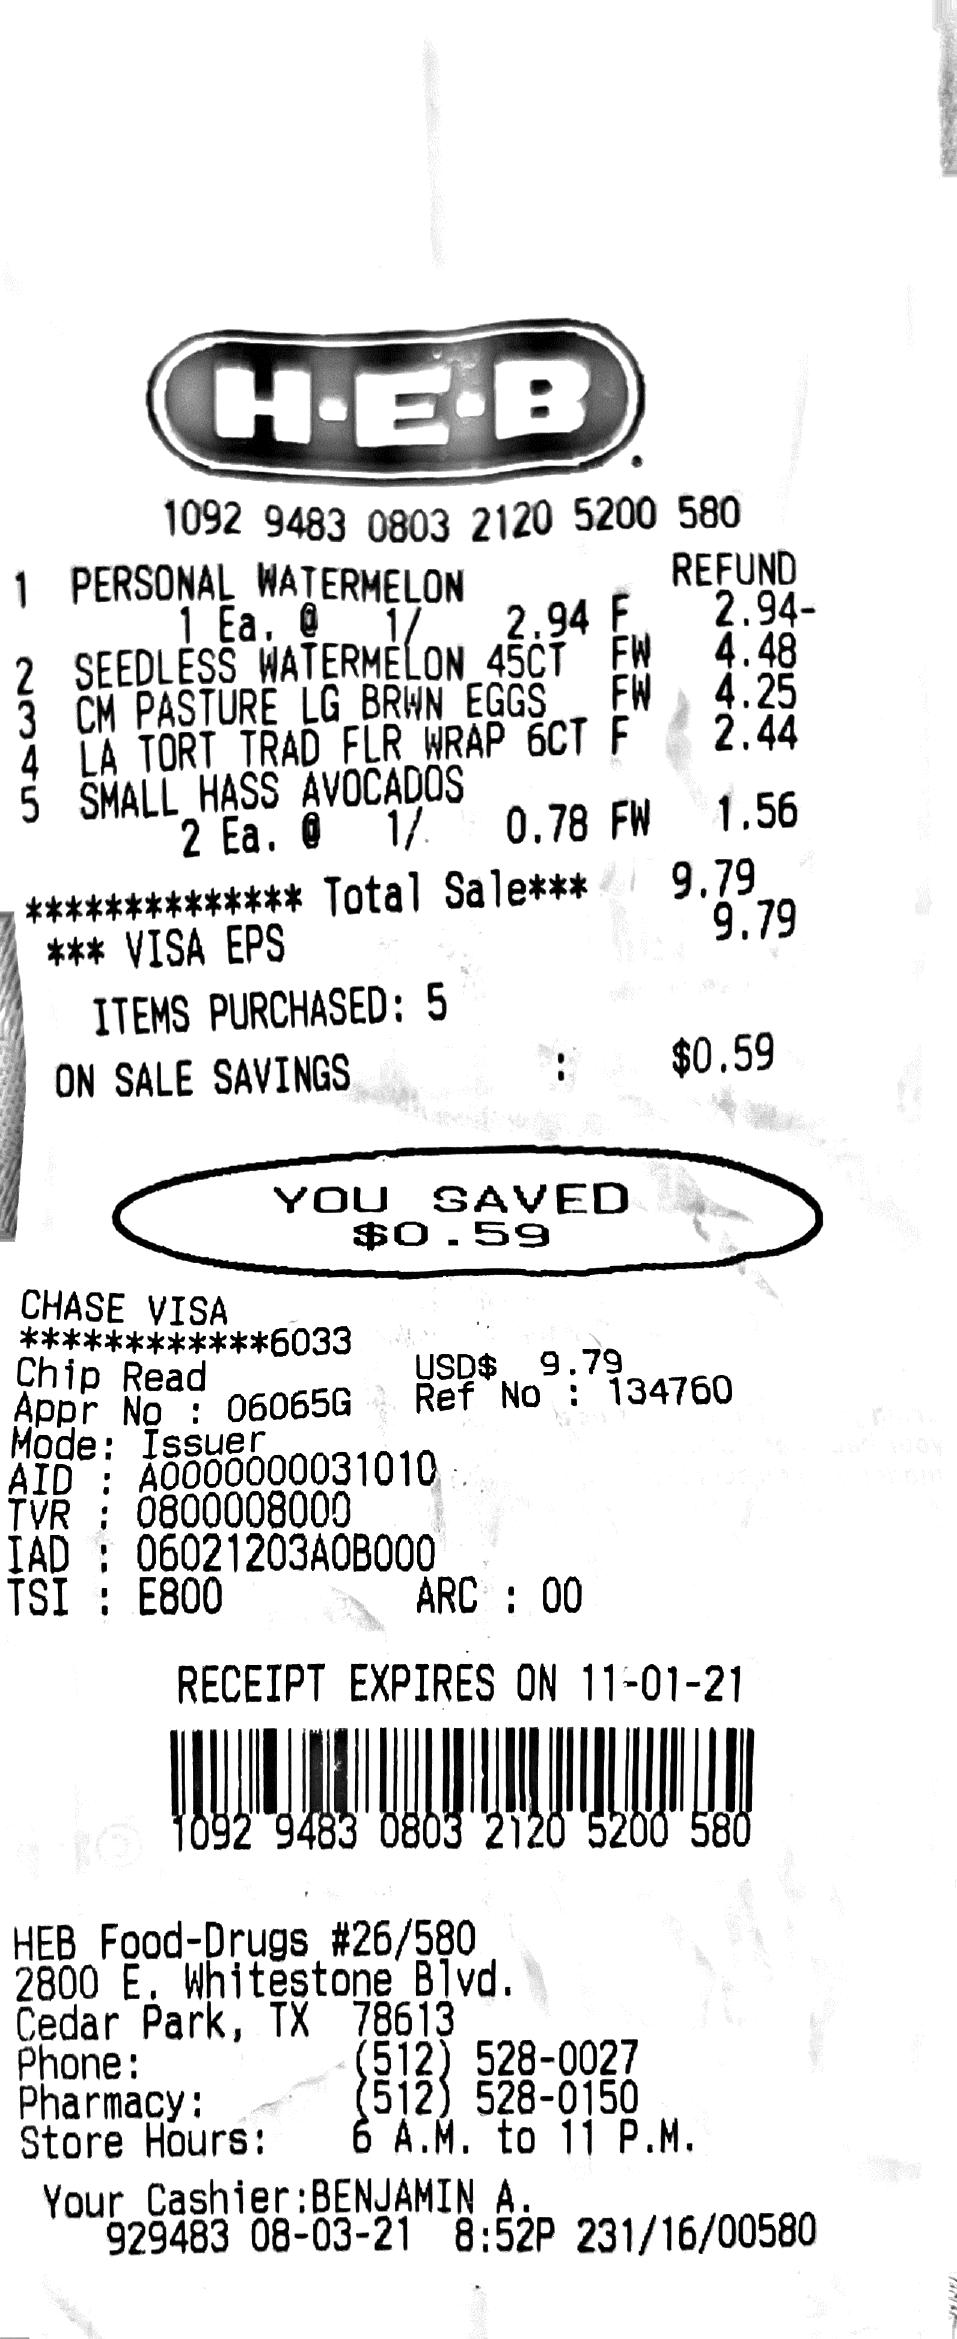 H·E·B
1092 9483 0803 2120 5200 580
REFUND
1 PERSONAL WATERMELON
1 Ea. @ 1/ 2.94 F 2.94-
2 SEEDLESS WATERMELON 45CT FW 4.48
3 CM PASTURE LG BRWN EGGS FW 4.25
4 LA TORT TRAD FLR WRAP 6CT F 2.44
5 SMALL HASS AVOCADOS
2 Ea. @ 1/ 0.78 FW 1.56
************** Total Sale*** 9.79
*** VISA EPS 9.79
ITEMS PURCHASED: 5
ON SALE SAVINGS : $0.59
YOU SAVED
$0.59
CHASE VISA
************6033
Chip Read USD$ 9.79
Appr No : 06065G Ref No : 134760
Mode: Issuer
AID : A0000000031010
TVR : 0800008000
IAD : 06021203A0B000
TSI : E800 ARC : 00
RECEIPT EXPIRES ON 11-01-21
1092 9483 0803 2120 5200 580
HEB Food-Drugs #26/580
2800 E. Whitestone Blvd.
Cedar Park, TX 78613
Phone: (512) 528-0027
Pharmacy: (512) 528-0150
Store Hours: 6 A.M. to 11 P.M.
Your Cashier:BENJAMIN A.
929483 08-03-21 8:52P 231/16/00580